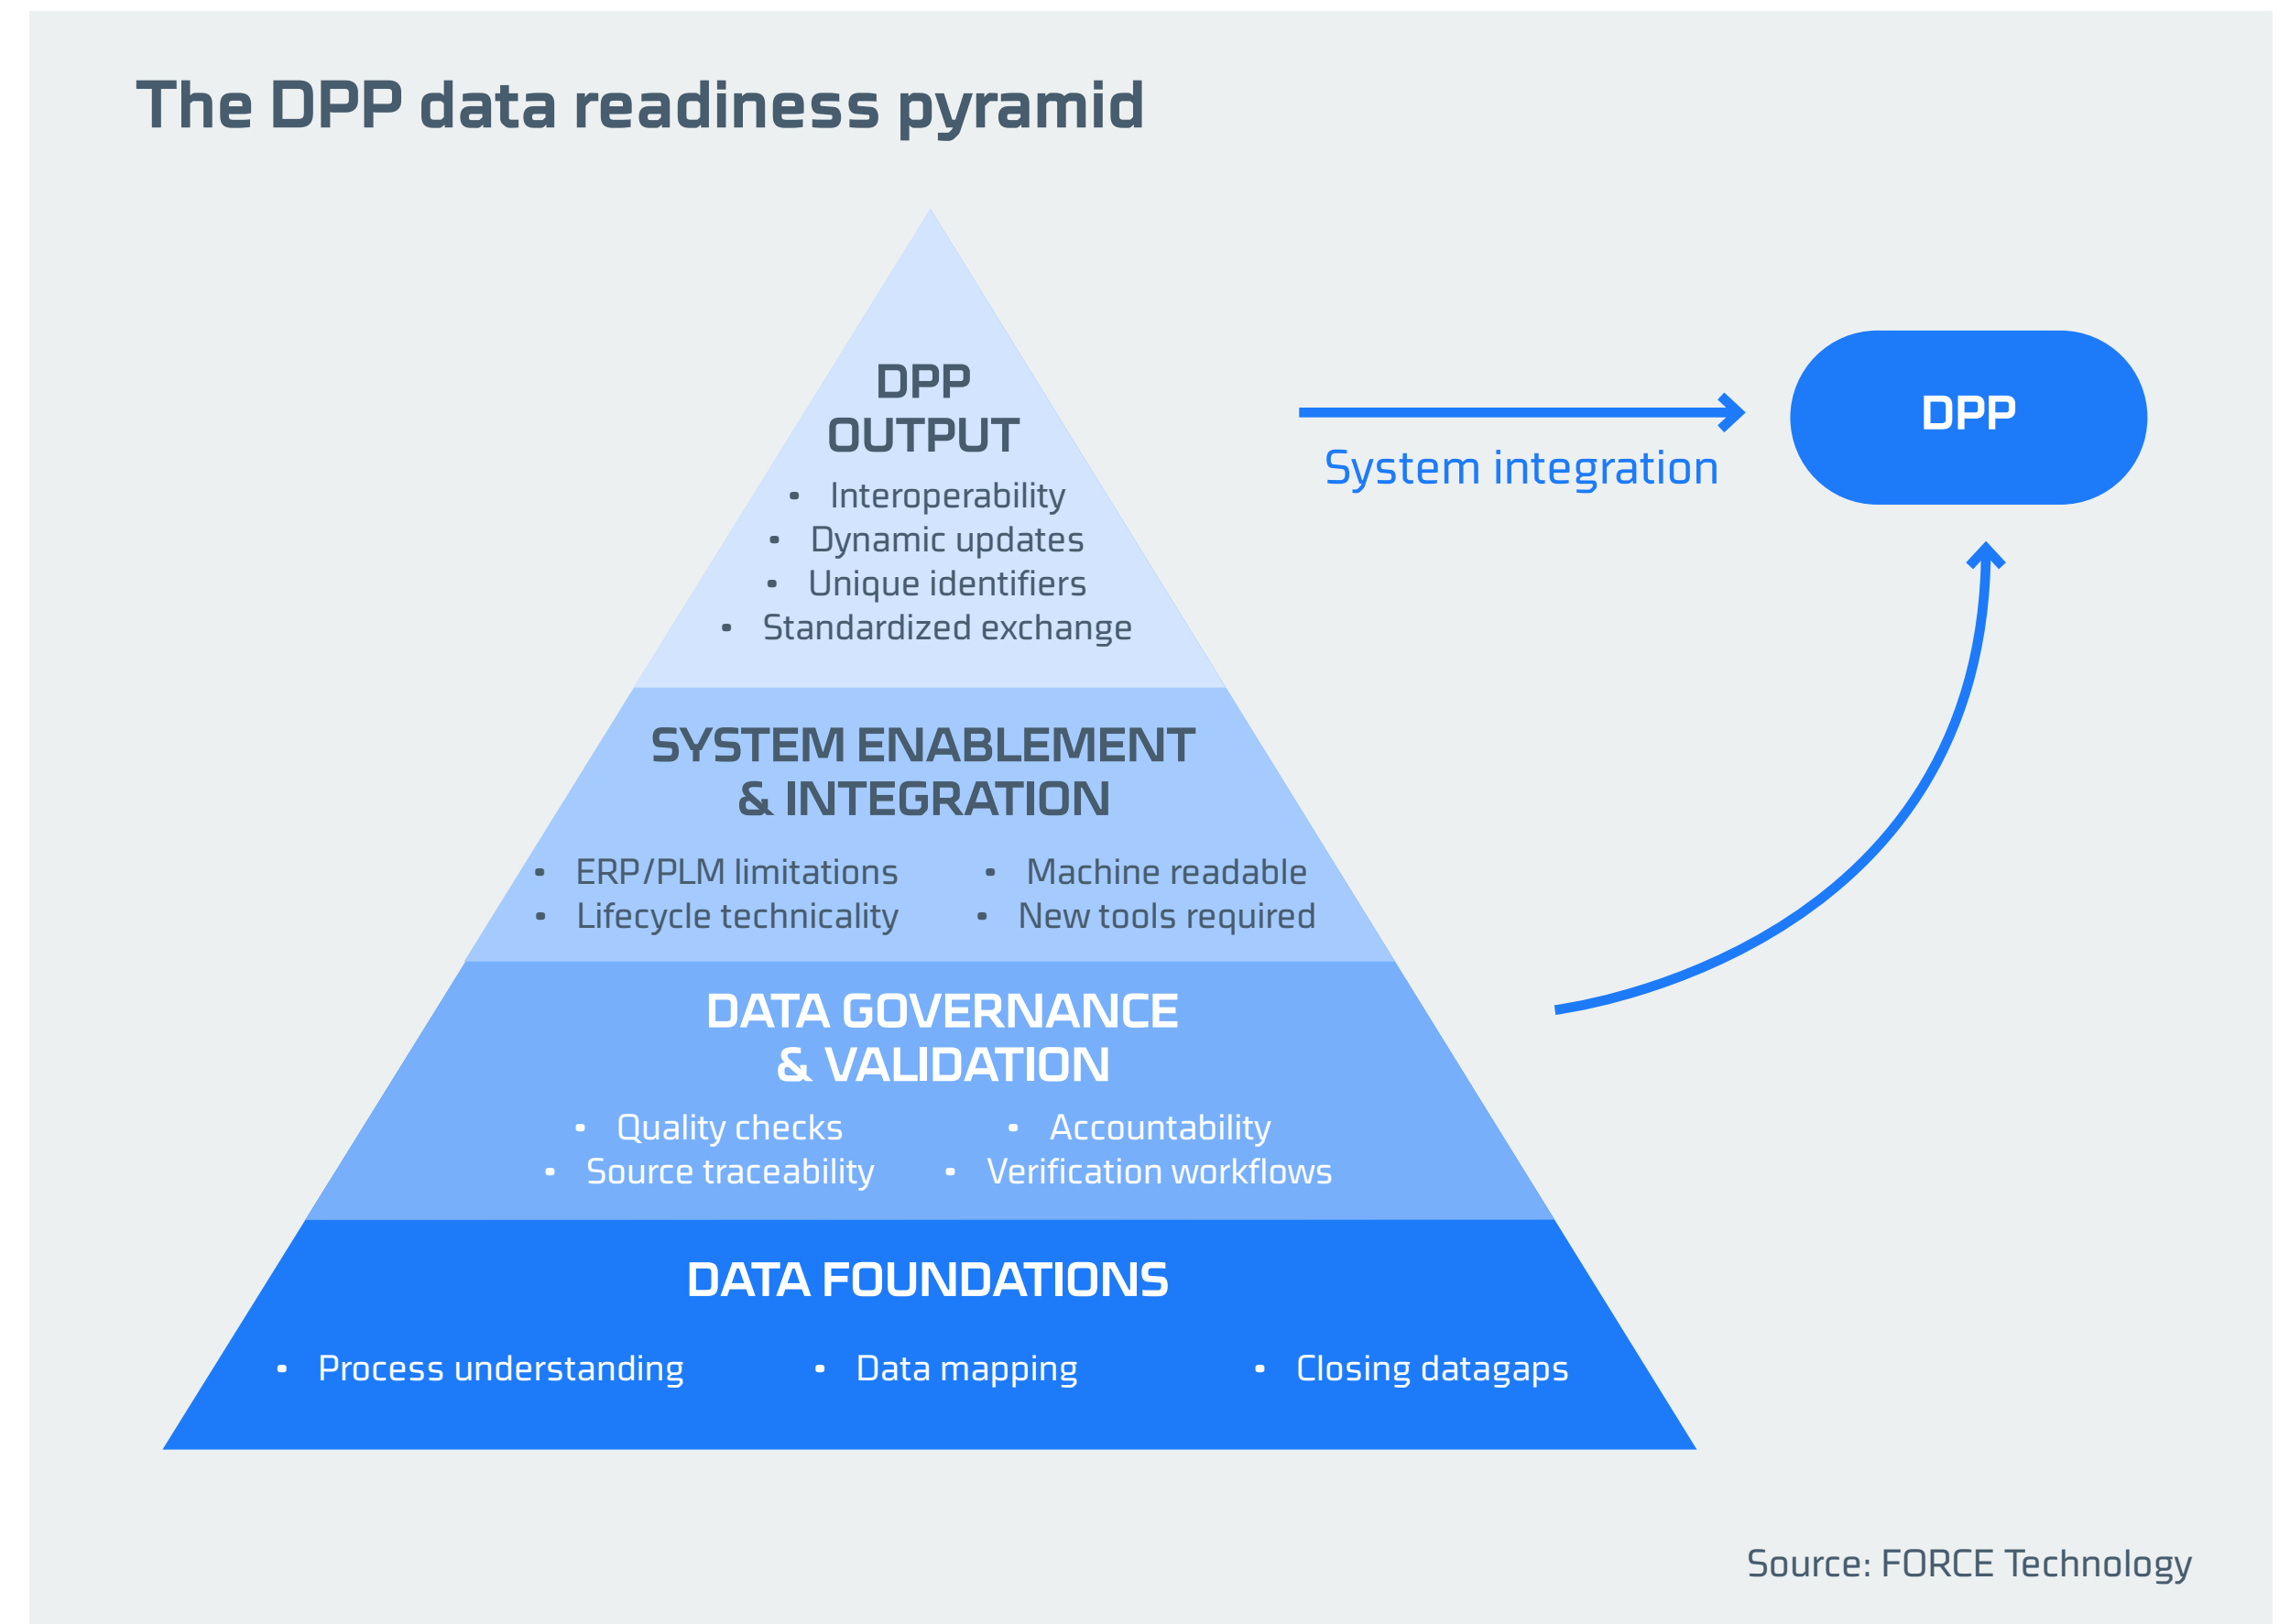 The DPP data readiness pyramid
DPP
OUTPUT
• Interoperability
• Dynamic updates
• Unique identifiers
• Standardized exchange
System integration
DPP
SYSTEM ENABLEMENT
& INTEGRATION
• ERP/PLM limitations • Machine readable
• Lifecycle technicality • New tools required
DATA GOVERNANCE
& VALIDATION
• Quality checks • Accountability
• Source traceability • Verification workflows
DATA FOUNDATIONS
• Process understanding • Data mapping • Closing datagaps
Source: FORCE Technology